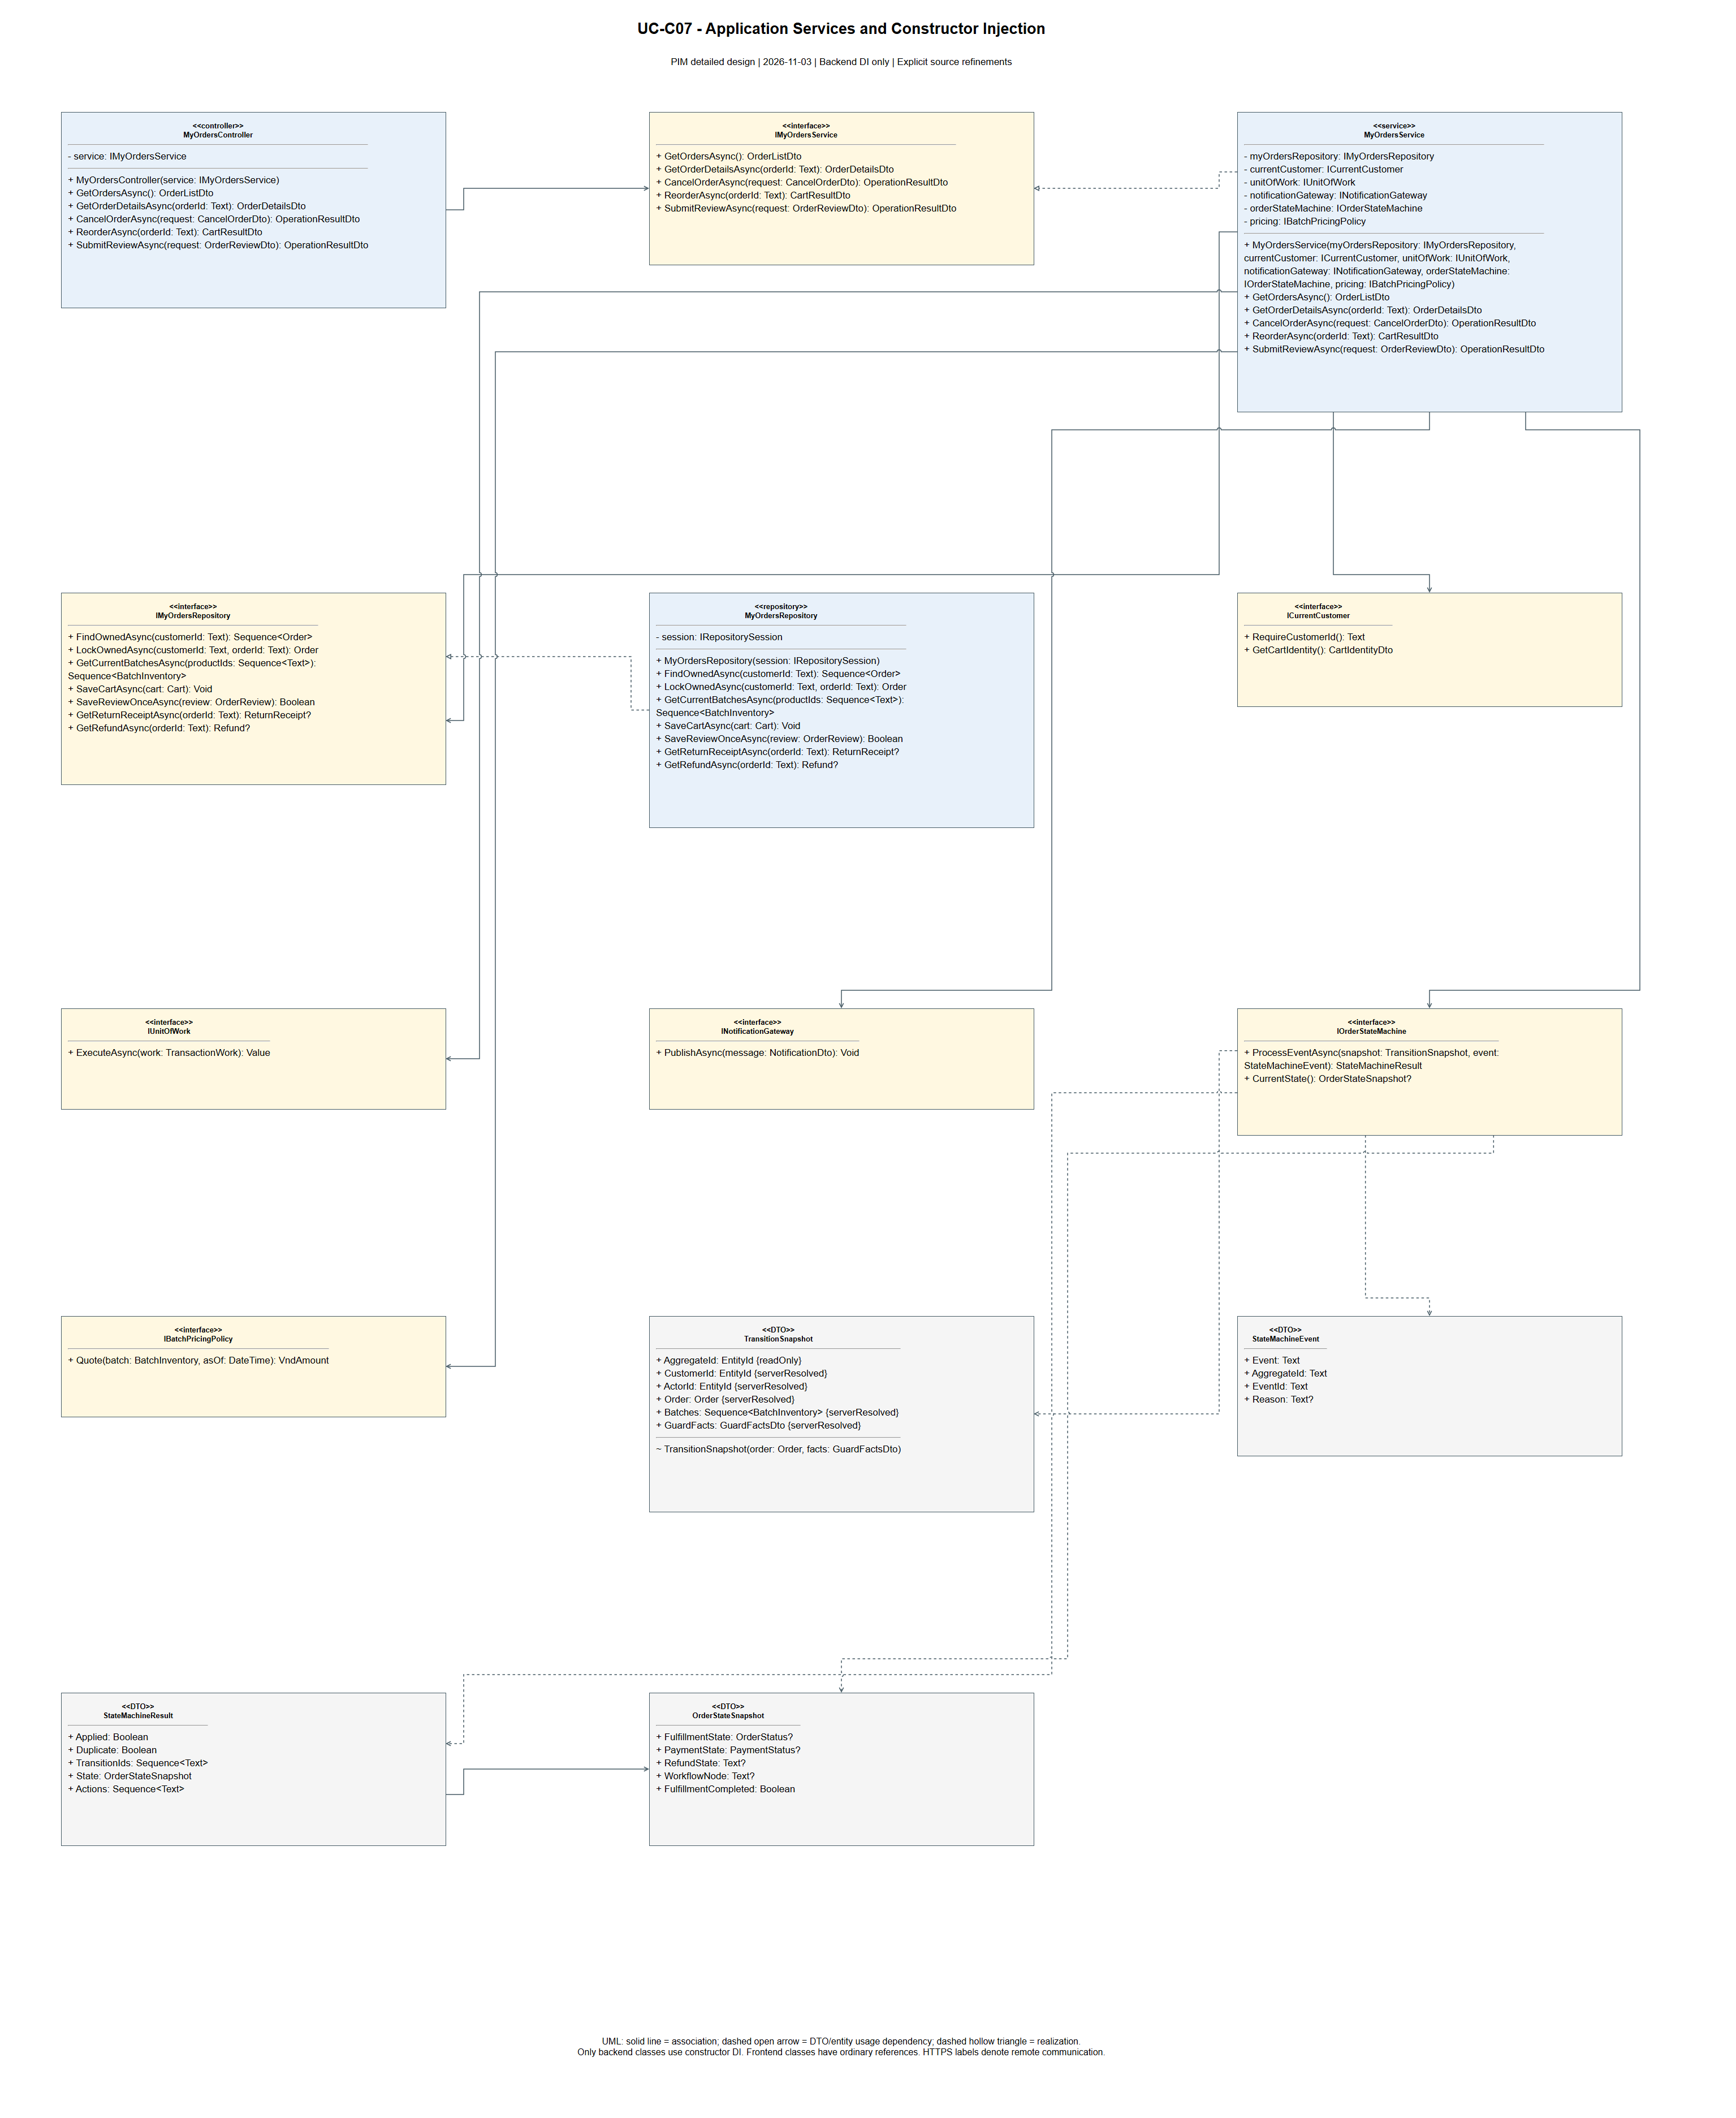 UC-C07 - Application Services and Constructor Injection
PIM detailed design | 2026-11-03 | Backend DI only | Explicit source refinements
<<controller>>
MyOrdersController
- service: IMyOrdersService
+ MyOrdersController(service: IMyOrdersService)
+ GetOrdersAsync(): OrderListDto
+ GetOrderDetailsAsync(orderId: Text): OrderDetailsDto
+ CancelOrderAsync(request: CancelOrderDto): OperationResultDto
+ ReorderAsync(orderId: Text): CartResultDto
+ SubmitReviewAsync(request: OrderReviewDto): OperationResultDto
<<interface>>
IMyOrdersService
+ GetOrdersAsync(): OrderListDto
+ GetOrderDetailsAsync(orderId: Text): OrderDetailsDto
+ CancelOrderAsync(request: CancelOrderDto): OperationResultDto
+ ReorderAsync(orderId: Text): CartResultDto
+ SubmitReviewAsync(request: OrderReviewDto): OperationResultDto
<<service>>
MyOrdersService
- myOrdersRepository: IMyOrdersRepository
- currentCustomer: ICurrentCustomer
- unitOfWork: IUnitOfWork
- notificationGateway: INotificationGateway
- orderStateMachine: IOrderStateMachine
- pricing: IBatchPricingPolicy
+ MyOrdersService(myOrdersRepository: IMyOrdersRepository,
currentCustomer: ICurrentCustomer, unitOfWork: IUnitOfWork,
notificationGateway: INotificationGateway, orderStateMachine:
IOrderStateMachine, pricing: IBatchPricingPolicy)
+ GetOrdersAsync(): OrderListDto
+ GetOrderDetailsAsync(orderId: Text): OrderDetailsDto
+ CancelOrderAsync(request: CancelOrderDto): OperationResultDto
+ ReorderAsync(orderId: Text): CartResultDto
+ SubmitReviewAsync(request: OrderReviewDto): OperationResultDto
<<interface>>
IMyOrdersRepository
+ FindOwnedAsync(customerId: Text): Sequence<Order>
+ LockOwnedAsync(customerId: Text, orderId: Text): Order
+ GetCurrentBatchesAsync(productIds: Sequence<Text>):
Sequence<BatchInventory>
+ SaveCartAsync(cart: Cart): Void
+ SaveReviewOnceAsync(review: OrderReview): Boolean
+ GetReturnReceiptAsync(orderId: Text): ReturnReceipt?
+ GetRefundAsync(orderId: Text): Refund?
<<repository>>
MyOrdersRepository
- session: IRepositorySession
+ MyOrdersRepository(session: IRepositorySession)
+ FindOwnedAsync(customerId: Text): Sequence<Order>
+ LockOwnedAsync(customerId: Text, orderId: Text): Order
+ GetCurrentBatchesAsync(productIds: Sequence<Text>):
Sequence<BatchInventory>
+ SaveCartAsync(cart: Cart): Void
+ SaveReviewOnceAsync(review: OrderReview): Boolean
+ GetReturnReceiptAsync(orderId: Text): ReturnReceipt?
+ GetRefundAsync(orderId: Text): Refund?
<<interface>>
ICurrentCustomer
+ RequireCustomerId(): Text
+ GetCartIdentity(): CartIdentityDto
<<interface>>
IUnitOfWork
+ ExecuteAsync(work: TransactionWork): Value
<<interface>>
INotificationGateway
+ PublishAsync(message: NotificationDto): Void
<<interface>>
IOrderStateMachine
+ ProcessEventAsync(snapshot: TransitionSnapshot, event:
StateMachineEvent): StateMachineResult
+ CurrentState(): OrderStateSnapshot?
<<interface>>
IBatchPricingPolicy
+ Quote(batch: BatchInventory, asOf: DateTime): VndAmount
<<DTO>>
TransitionSnapshot
+ AggregateId: EntityId {readOnly}
+ CustomerId: EntityId {serverResolved}
+ ActorId: EntityId {serverResolved}
+ Order: Order {serverResolved}
+ Batches: Sequence<BatchInventory> {serverResolved}
+ GuardFacts: GuardFactsDto {serverResolved}
~ TransitionSnapshot(order: Order, facts: GuardFactsDto)
<<DTO>>
StateMachineEvent
+ Event: Text
+ AggregateId: Text
+ EventId: Text
+ Reason: Text?
<<DTO>>
StateMachineResult
+ Applied: Boolean
+ Duplicate: Boolean
+ TransitionIds: Sequence<Text>
+ State: OrderStateSnapshot
+ Actions: Sequence<Text>
<<DTO>>
OrderStateSnapshot
+ FulfillmentState: OrderStatus?
+ PaymentState: PaymentStatus?
+ RefundState: Text?
+ WorkflowNode: Text?
+ FulfillmentCompleted: Boolean
UML: solid line = association; dashed open arrow = DTO/entity usage dependency; dashed hollow triangle = realization.
Only backend classes use constructor DI. Frontend classes have ordinary references. HTTPS labels denote remote communication.